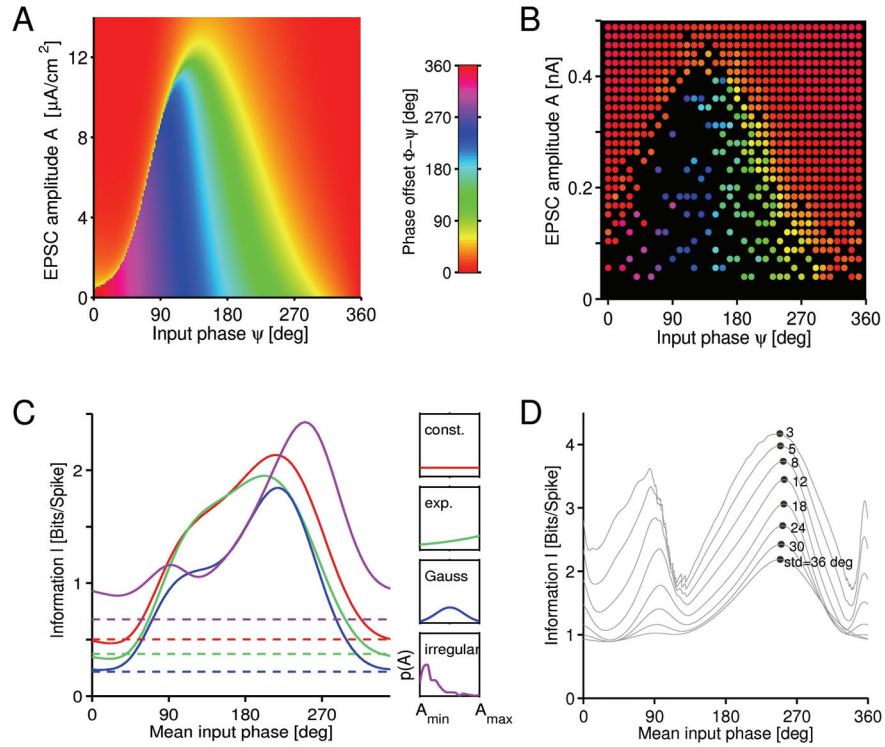 A
EPSC amplitude A [μA/cm²]
12
8
4
0
0 90 180 270 360
Input phase ψ [deg]
Phase offset Φ–ψ [deg]
360
270
180
90
0
B
EPSC amplitude A [nA]
0.4
0.2
0
0 90 180 270 360
Input phase ψ [deg]
C
Information I [Bits/Spike]
2
1
0
0 90 180 270
Mean input phase [deg]
const.
exp.
Gauss
irregular
p(A)
Amin Amax
D
Information I [Bits/Spike]
4
3
2
1
0
3
5
8
12
18
24
30
std=36 deg
0 90 180 270 360
Mean input phase [deg]